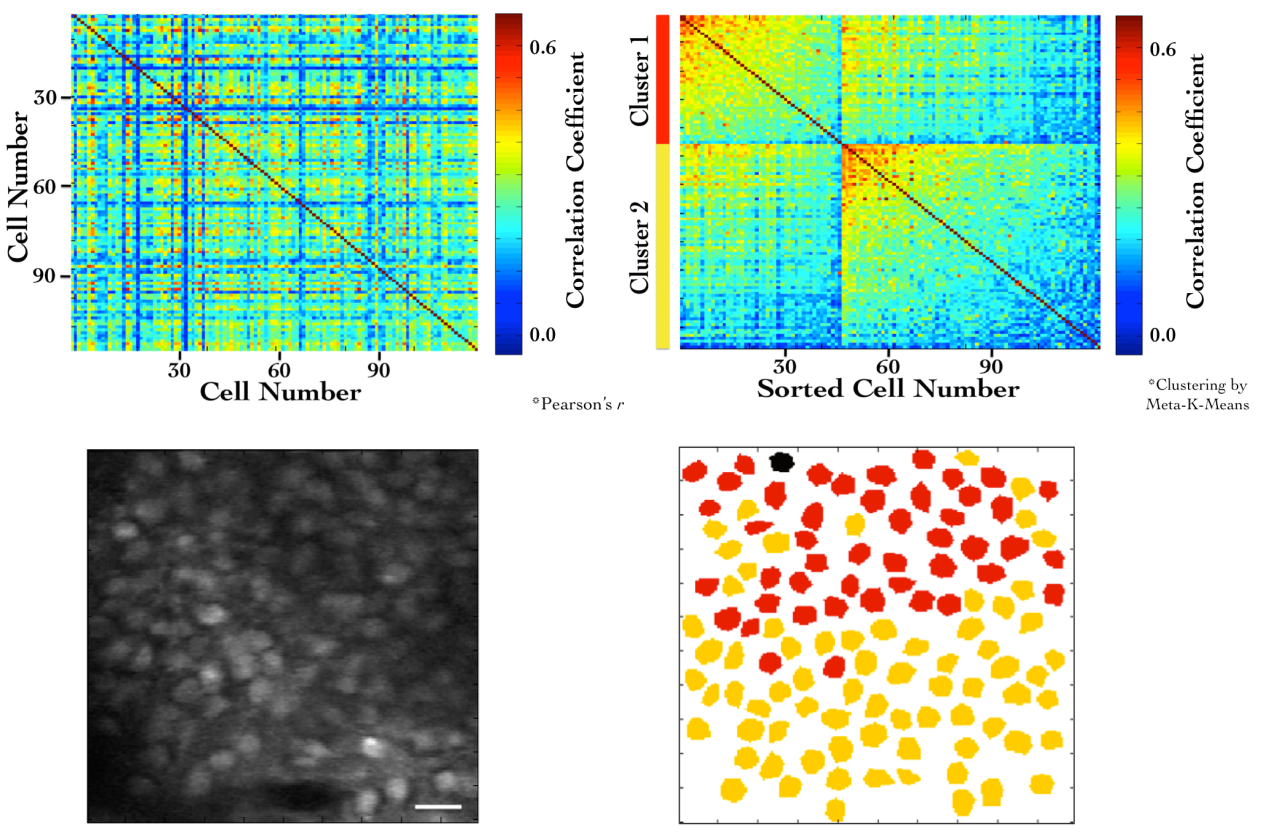 Cell Number
30
60
90
30
60
90
Cell Number
0.6
0.0
Correlation Coefficient
*Pearson's r
Cluster 1
Cluster 2
30
60
90
Sorted Cell Number
0.6
0.0
Correlation Coefficient
*Clustering by
Meta-K-Means